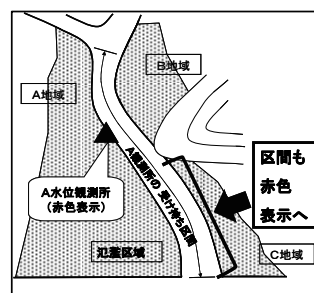 B地域
A地域
A水位観測所
(赤色表示)
A観測所の 受け持ち区間
区間も
赤色
表示へ
氾濫区域
C地域